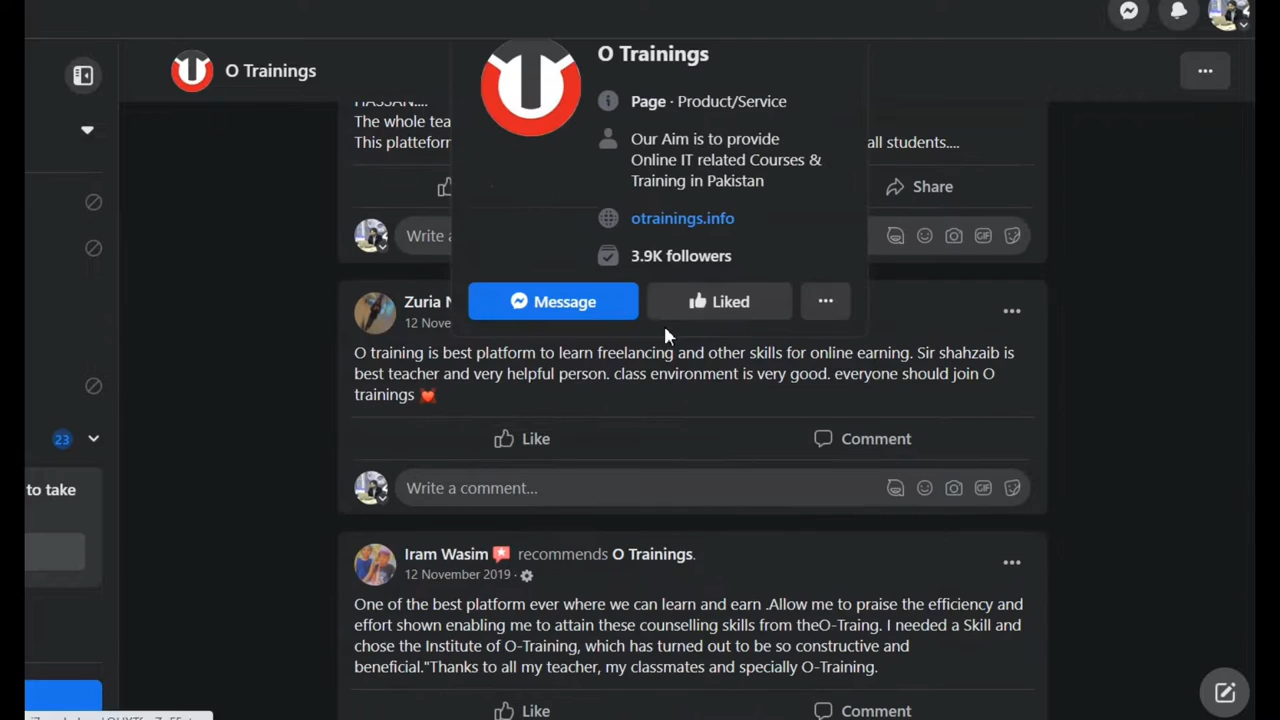 O Trainings
O Trainings
Page · Product/Service
Our Aim is to provide
Online IT related Courses &
Training in Pakistan
otrainings.info
3.9K followers
Message
Liked
The whole tea
This platteform
all students....
Share
Write a
Zuria N
12 Nove
O training is best platform to learn freelancing and other skills for online earning. Sir shahzaib is
best teacher and very helpful person. class environment is very good. everyone should join O
trainings
Like
Comment
Write a comment...
23
to take
Iram Wasim recommends O Trainings.
12 November 2019 ·
One of the best platform ever where we can learn and earn .Allow me to praise the efficiency and
effort shown enabling me to attain these counselling skills from theO-Traing. I needed a Skill and
chose the Institute of O-Training, which has turned out to be so constructive and
beneficial."Thanks to all my teacher, my classmates and specially O-Training.
Like
Comment